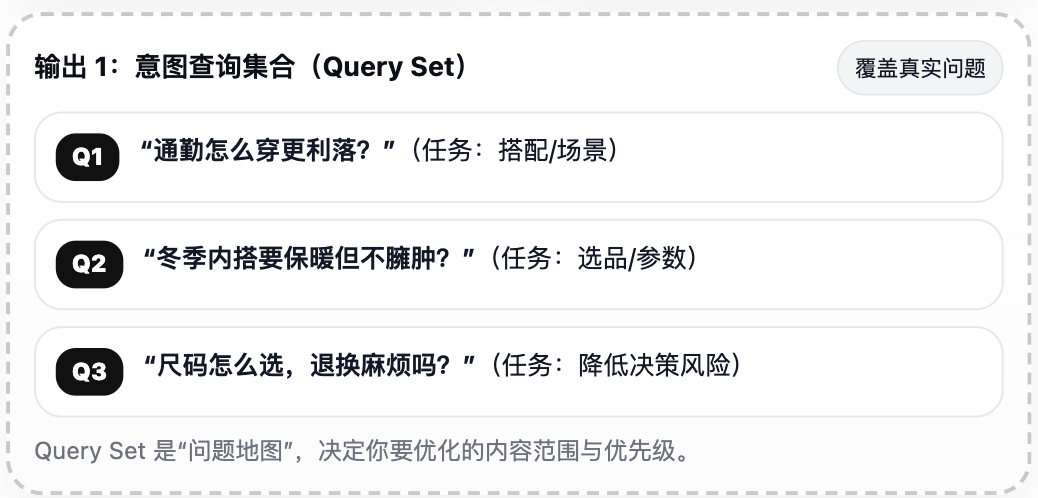 输出 1：意图查询集合（Query Set）
覆盖真实问题
Q1 “通勤怎么穿更利落？”（任务：搭配/场景）
Q2 “冬季内搭要保暖但不臃肿？”（任务：选品/参数）
Q3 “尺码怎么选，退换麻烦吗？”（任务：降低决策风险）
Query Set 是“问题地图”，决定你要优化的内容范围与优先级。